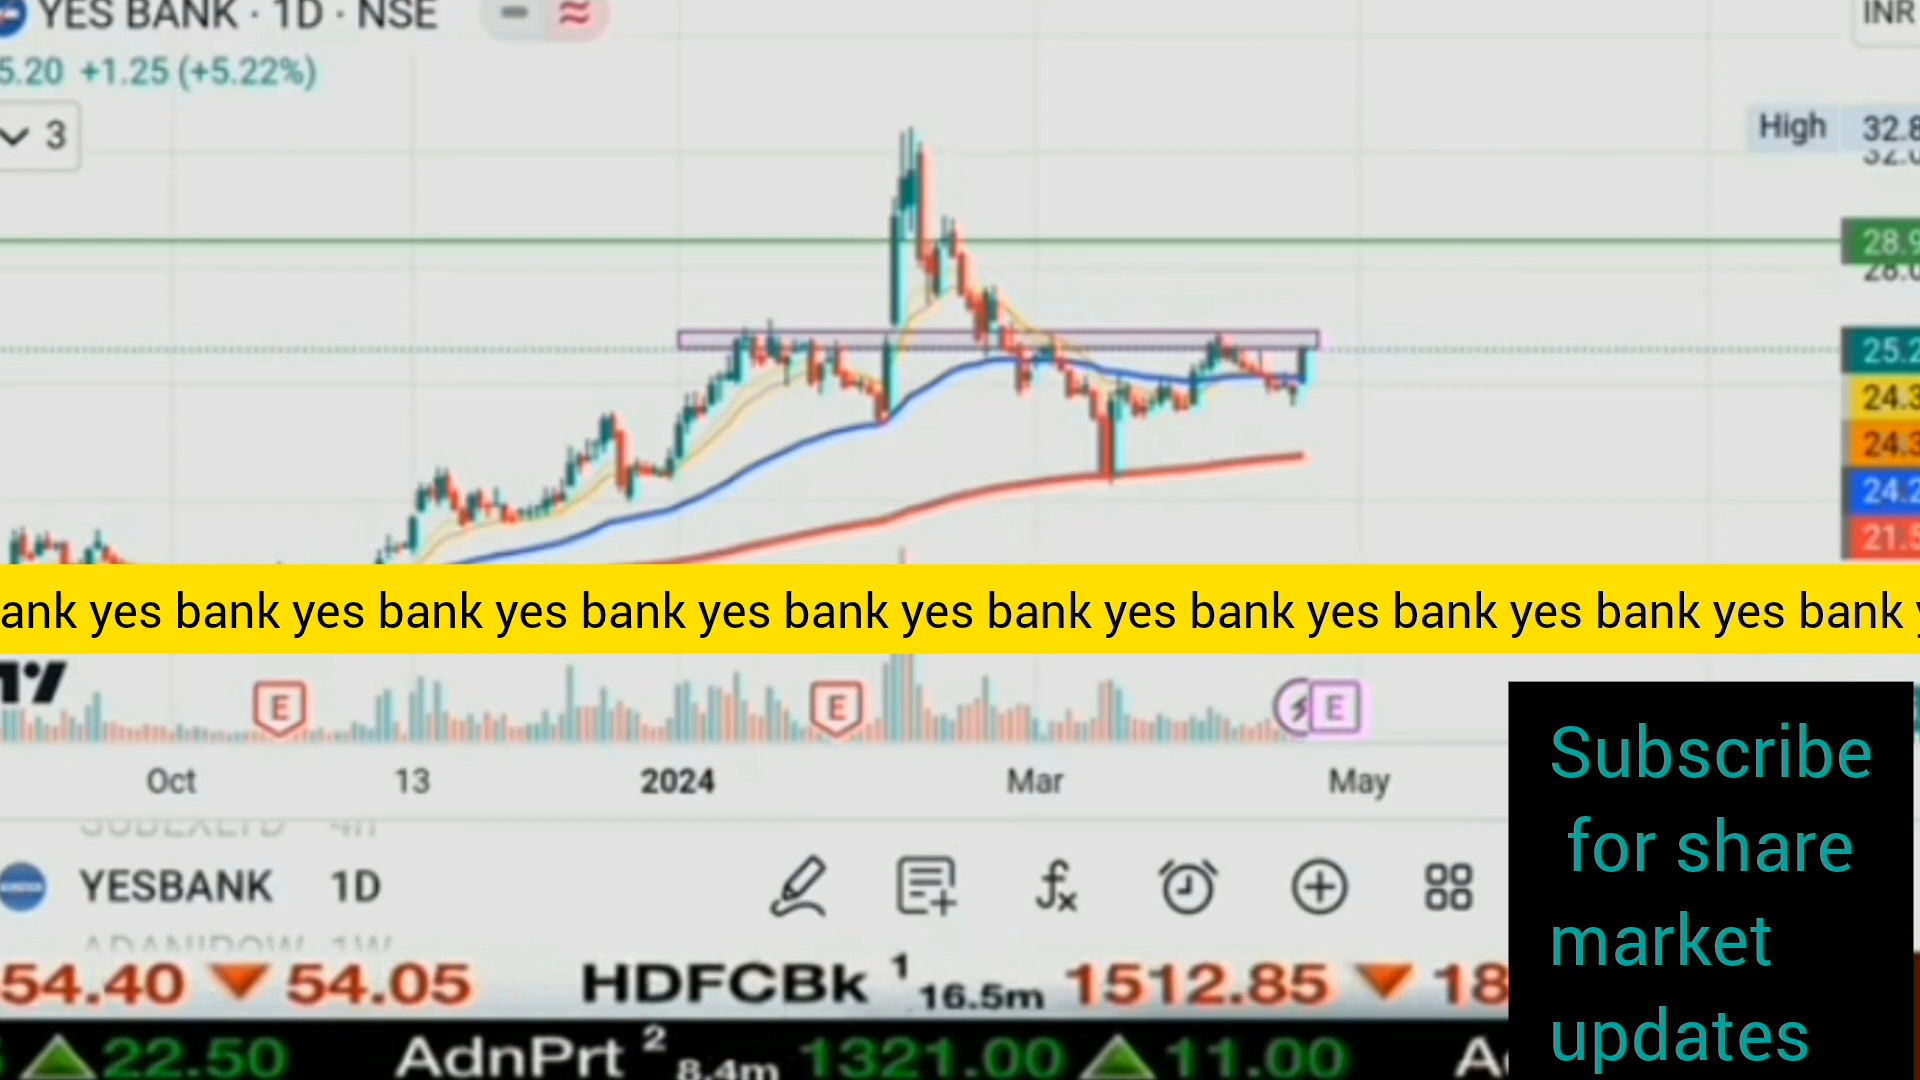 YES BANK · 1D · NSE
INR
5.20 +1.25 (+5.22%)
3
High 32.8
32.0
28.9
28.0
25.2
24.3
24.3
24.2
21.5
ank yes bank yes bank yes bank yes bank yes bank yes bank yes bank yes bank yes bank y
E
E
E
Oct 13 2024 Mar May
YESBANK 1D
54.40 ▼ 54.05 HDFCBk 1 16.5m 1512.85 ▼ 18
▲ 22.50 AdnPrt 2 8.4m 1321.00 ▲ 11.00 A
Subscribe
for share
market
updates